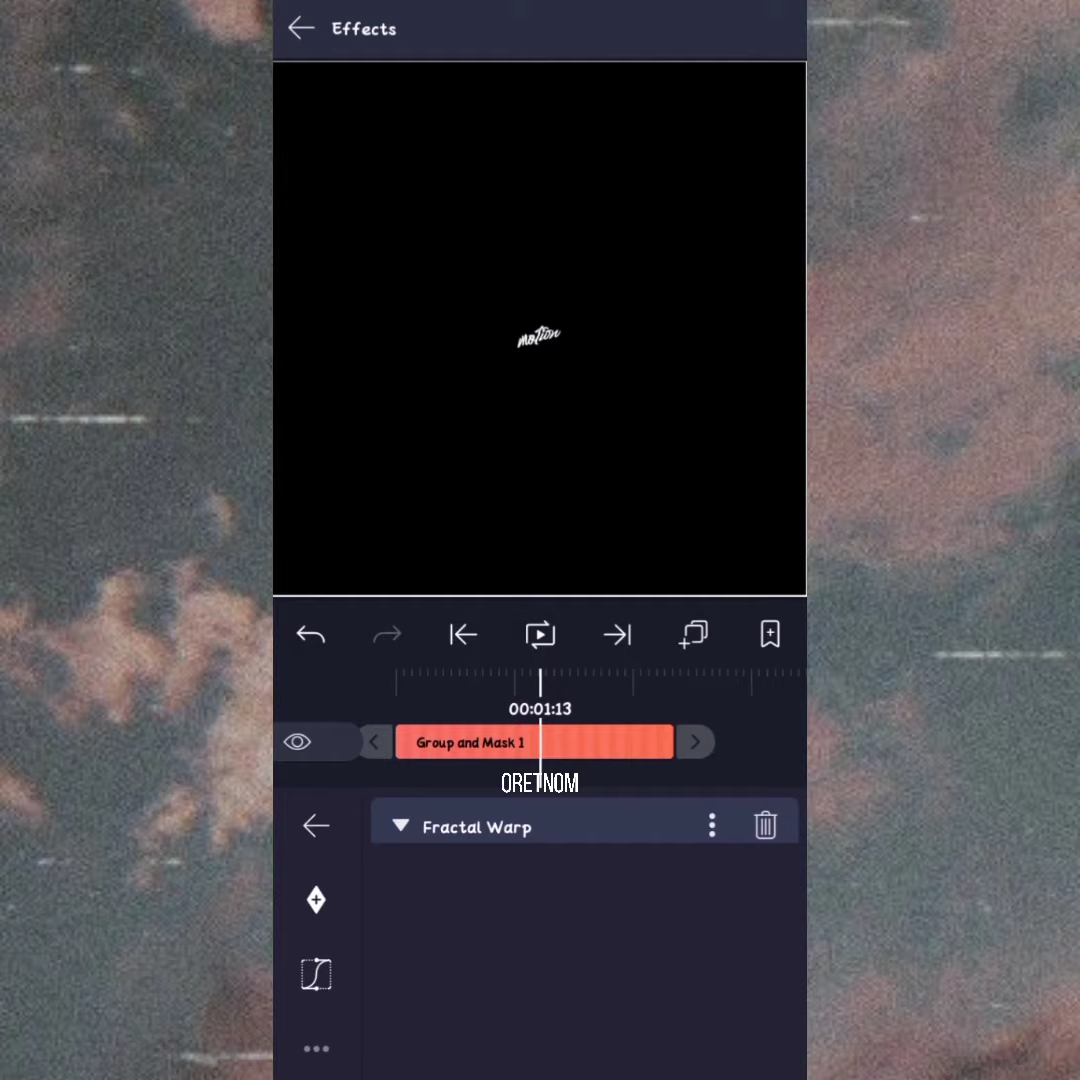 Effects
motion
00:01:13
Group and Mask 1
ORETNOM
Fractal Warp